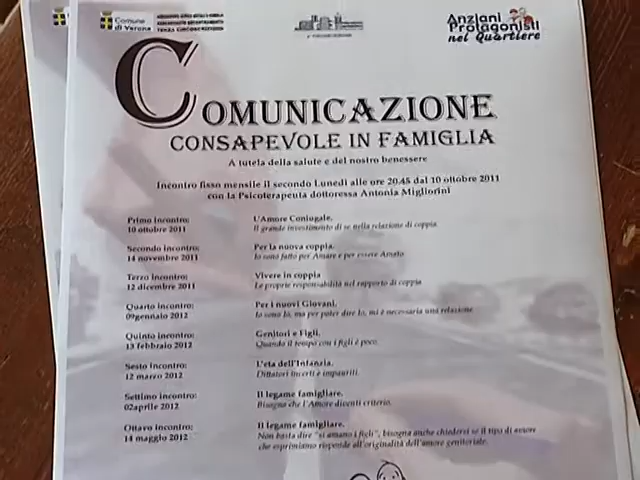 Comune
di Verona
Anziani
Protagonisti
nel Quartiere
COMUNICAZIONE
CONSAPEVOLE IN FAMIGLIA
A tutela della salute e del nostro benessere
Incontro fisso mensile il secondo Lunedì alle ore 20.45 dal 10 ottobre 2011
con la Psicoterapeuta dottoressa Antonia Migliorini
Primo incontro: L'Amore Coniugale.
10 ottobre 2011 Il grande investimento di se nella relazione di coppia.
Secondo incontro: Per la nuova coppia.
14 novembre 2011 Io sono fatto per Amare e per essere Amato
Terzo incontro: Vivere in coppia
12 dicembre 2011 Le proprie responsabilità nel rapporto di coppia
Quarto incontro: Per i nuovi Giovani.
09gennaio 2012 Io sono Io, ma per poter dire Io, mi è necessaria una relazione
Quinto incontro: Genitori e Figli.
13 febbraio 2012 Quando il tempo con i figli è poco
Sesto incontro: L'eta dell'Infanzia.
12 marzo 2012 Dittatori incerti e impauriti.
Settimo incontro: Il legame famigliare.
02aprile 2012 Bisogna che l'Amore diventi criterio.
Ottavo incontro: Il legame famigliare.
14 maggio 2012 Non basta dire "si amano i figli", bisogna anche chiedersi se il tipo di amore
che esprimiamo risponde all'originalità dell'amore genitoriale.